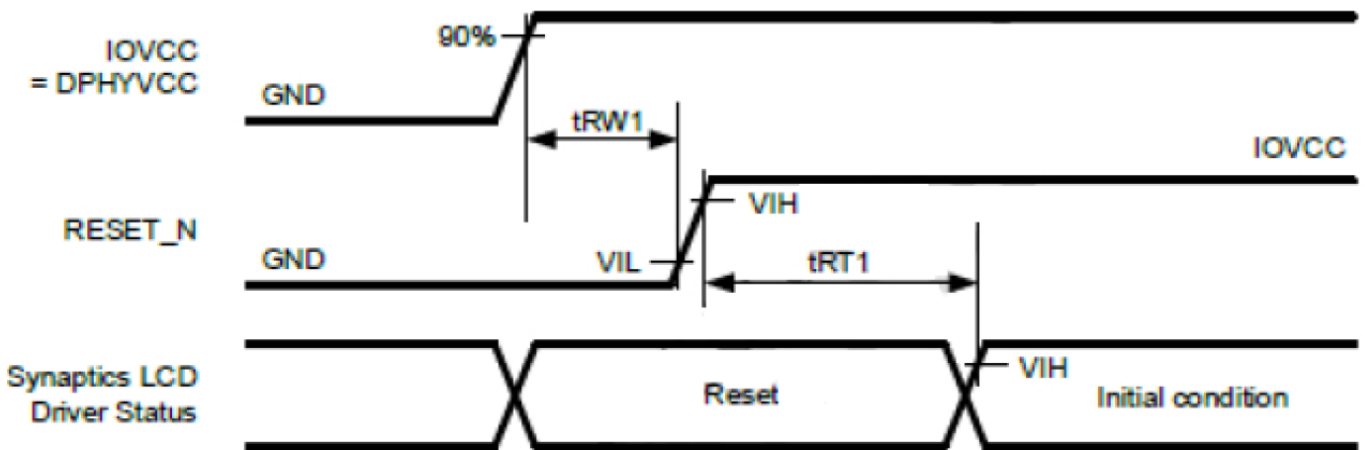 90%
IOVCC
= DPHYVCC
GND
tRW1
IOVCC
VIH
RESET_N
GND
VIL
tRT1
Synaptics LCD
Driver Status
Reset
VIH
Initial condition